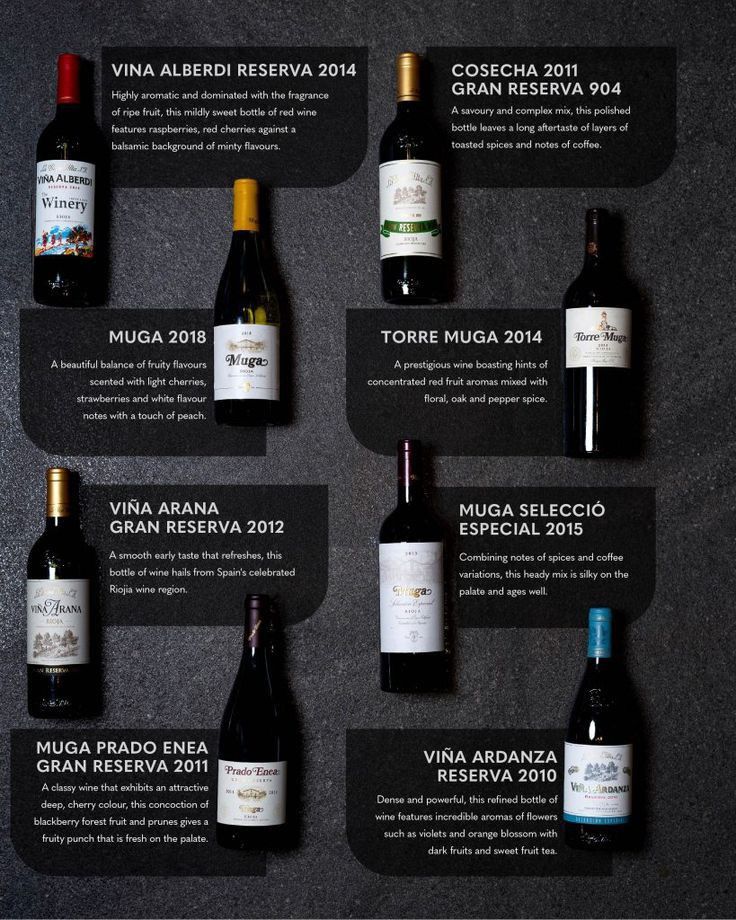 VINA ALBERDI RESERVA 2014
Highly aromatic and dominated with the fragrance
of ripe fruit, this mildly sweet bottle of red wine
features raspberries, red cherries against a
balsamic background of minty flavours.
VIÑA ALBERDI
RESERVA 2014
The
Winery
RIOJA
COSECHA 2011
GRAN RESERVA 904
A savoury and complex mix, this polished
bottle leaves a long aftertaste of layers of
toasted spices and notes of coffee.
RESERVA
RIOJA
MUGA 2018
A beautiful balance of fruity flavours
scented with light cherries,
strawberries and white flavour
notes with a touch of peach.
2018
Muga
RIOJA
TORRE MUGA 2014
A prestigious wine boasting hints of
concentrated red fruit aromas mixed with
floral, oak and pepper spice.
Torre Muga
VIÑA ARANA
GRAN RESERVA 2012
A smooth early taste that refreshes, this
bottle of wine hails from Spain's celebrated
Riojia wine region.
VIÑA ARANA
RIOJA
GRAN RESERVA
MUGA SELECCIÓ
ESPECIAL 2015
Combining notes of spices and coffee
variations, this heady mix is silky on the
palate and ages well.
2015
Muga
Selección Especial
RIOJA
MUGA PRADO ENEA
GRAN RESERVA 2011
A classy wine that exhibits an attractive
deep, cherry colour, this concoction of
blackberry forest fruit and prunes gives a
fruity punch that is fresh on the palate.
Prado Enea
GRAN RESERVA
Muga
RIOJA
VIÑA ARDANZA
RESERVA 2010
Dense and powerful, this refined bottle of
wine features incredible aromas of flowers
such as violets and orange blossom with
dark fruits and sweet fruit tea.
VIÑA ARDANZA
RESERVA 2010